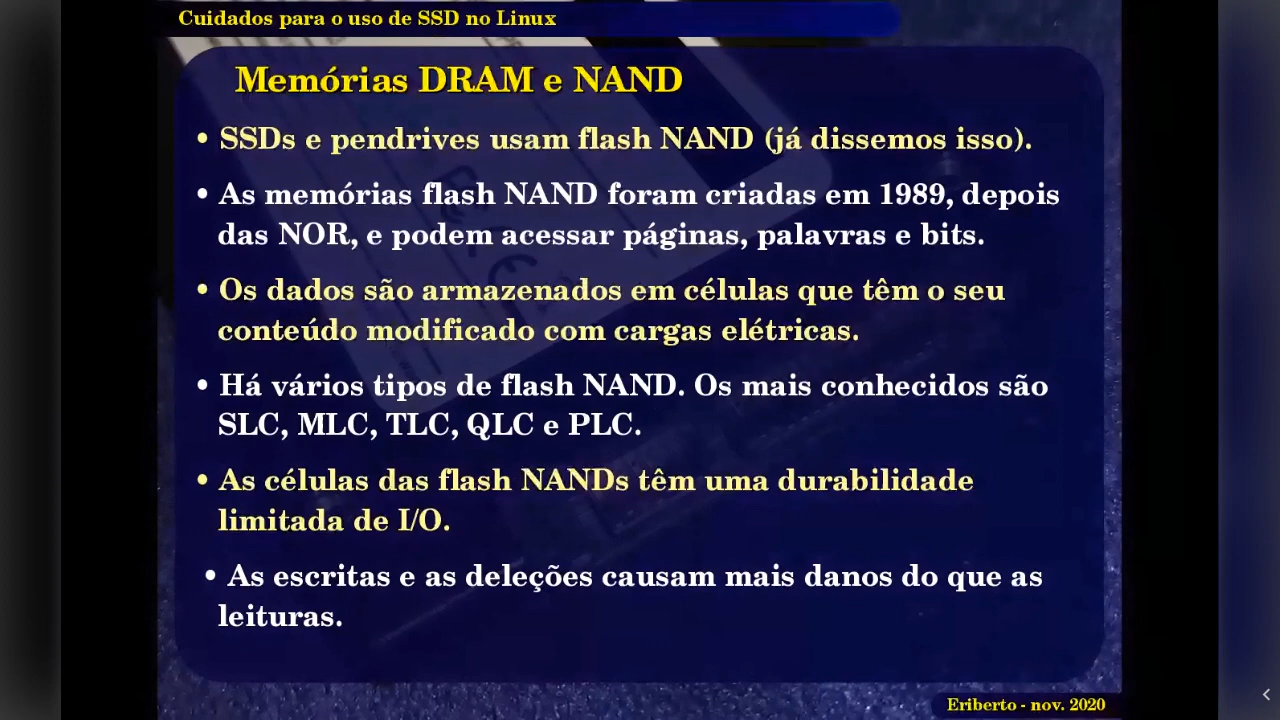 Cuidados para o uso de SSD no Linux
Memórias DRAM e NAND
• SSDs e pendrives usam flash NAND (já dissemos isso).
• As memórias flash NAND foram criadas em 1989, depois
das NOR, e podem acessar páginas, palavras e bits.
• Os dados são armazenados em células que têm o seu
conteúdo modificado com cargas elétricas.
• Há vários tipos de flash NAND. Os mais conhecidos são
SLC, MLC, TLC, QLC e PLC.
• As células das flash NANDs têm uma durabilidade
limitada de I/O.
• As escritas e as deleções causam mais danos do que as
leituras.
Eriberto - nov. 2020